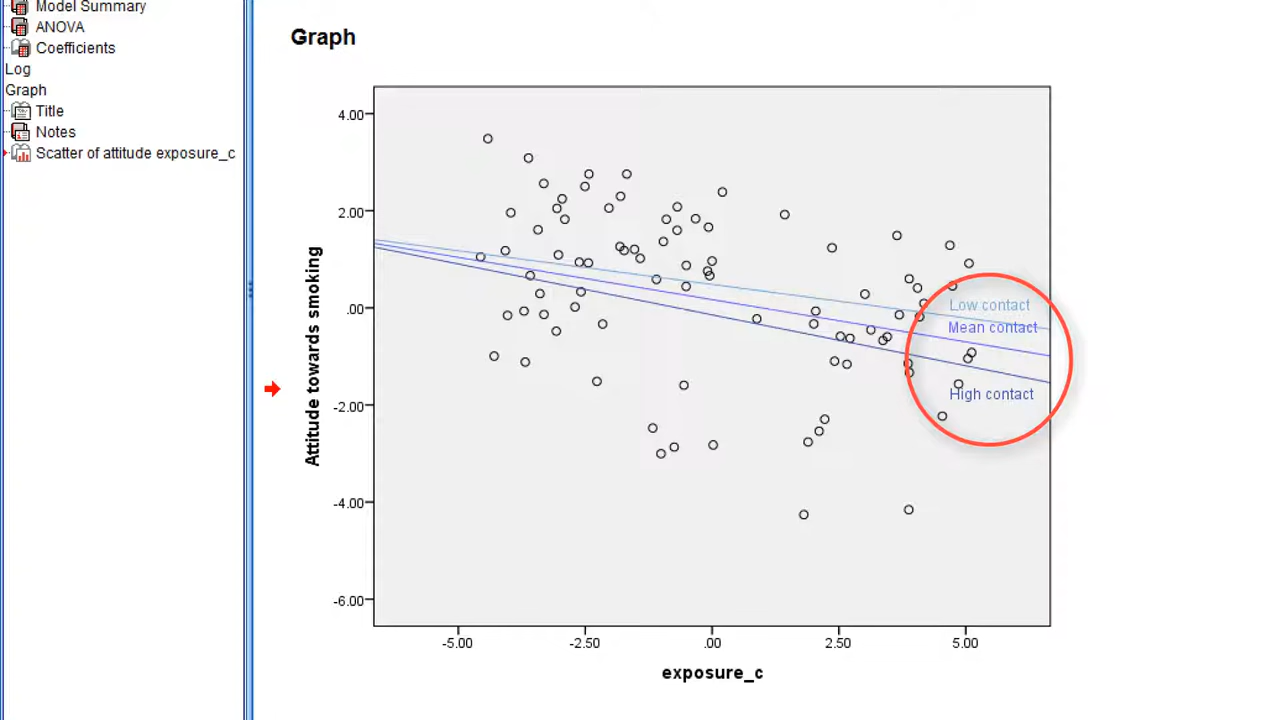 Model Summary
ANOVA
Coefficients
Log
Graph
Title
Notes
Scatter of attitude exposure_c
Graph
4.00
2.00
.00
-2.00
-4.00
-6.00
Attitude towards smoking
Low contact
Mean contact
High contact
-5.00 -2.50 .00 2.50 5.00
exposure_c